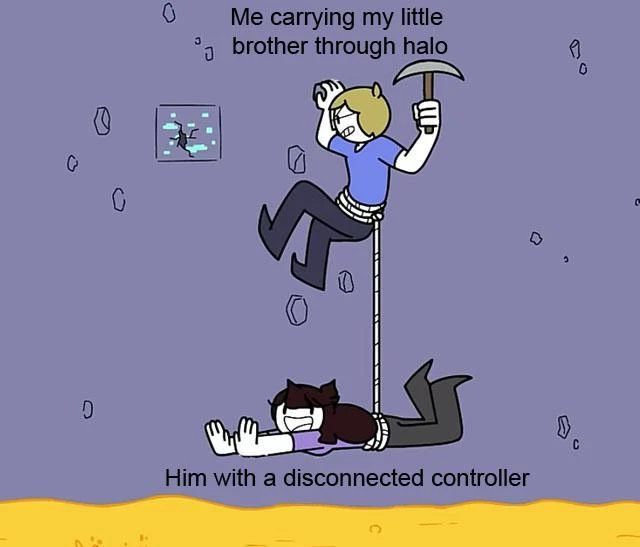 Me carrying my little
brother through halo
Him with a disconnected controller